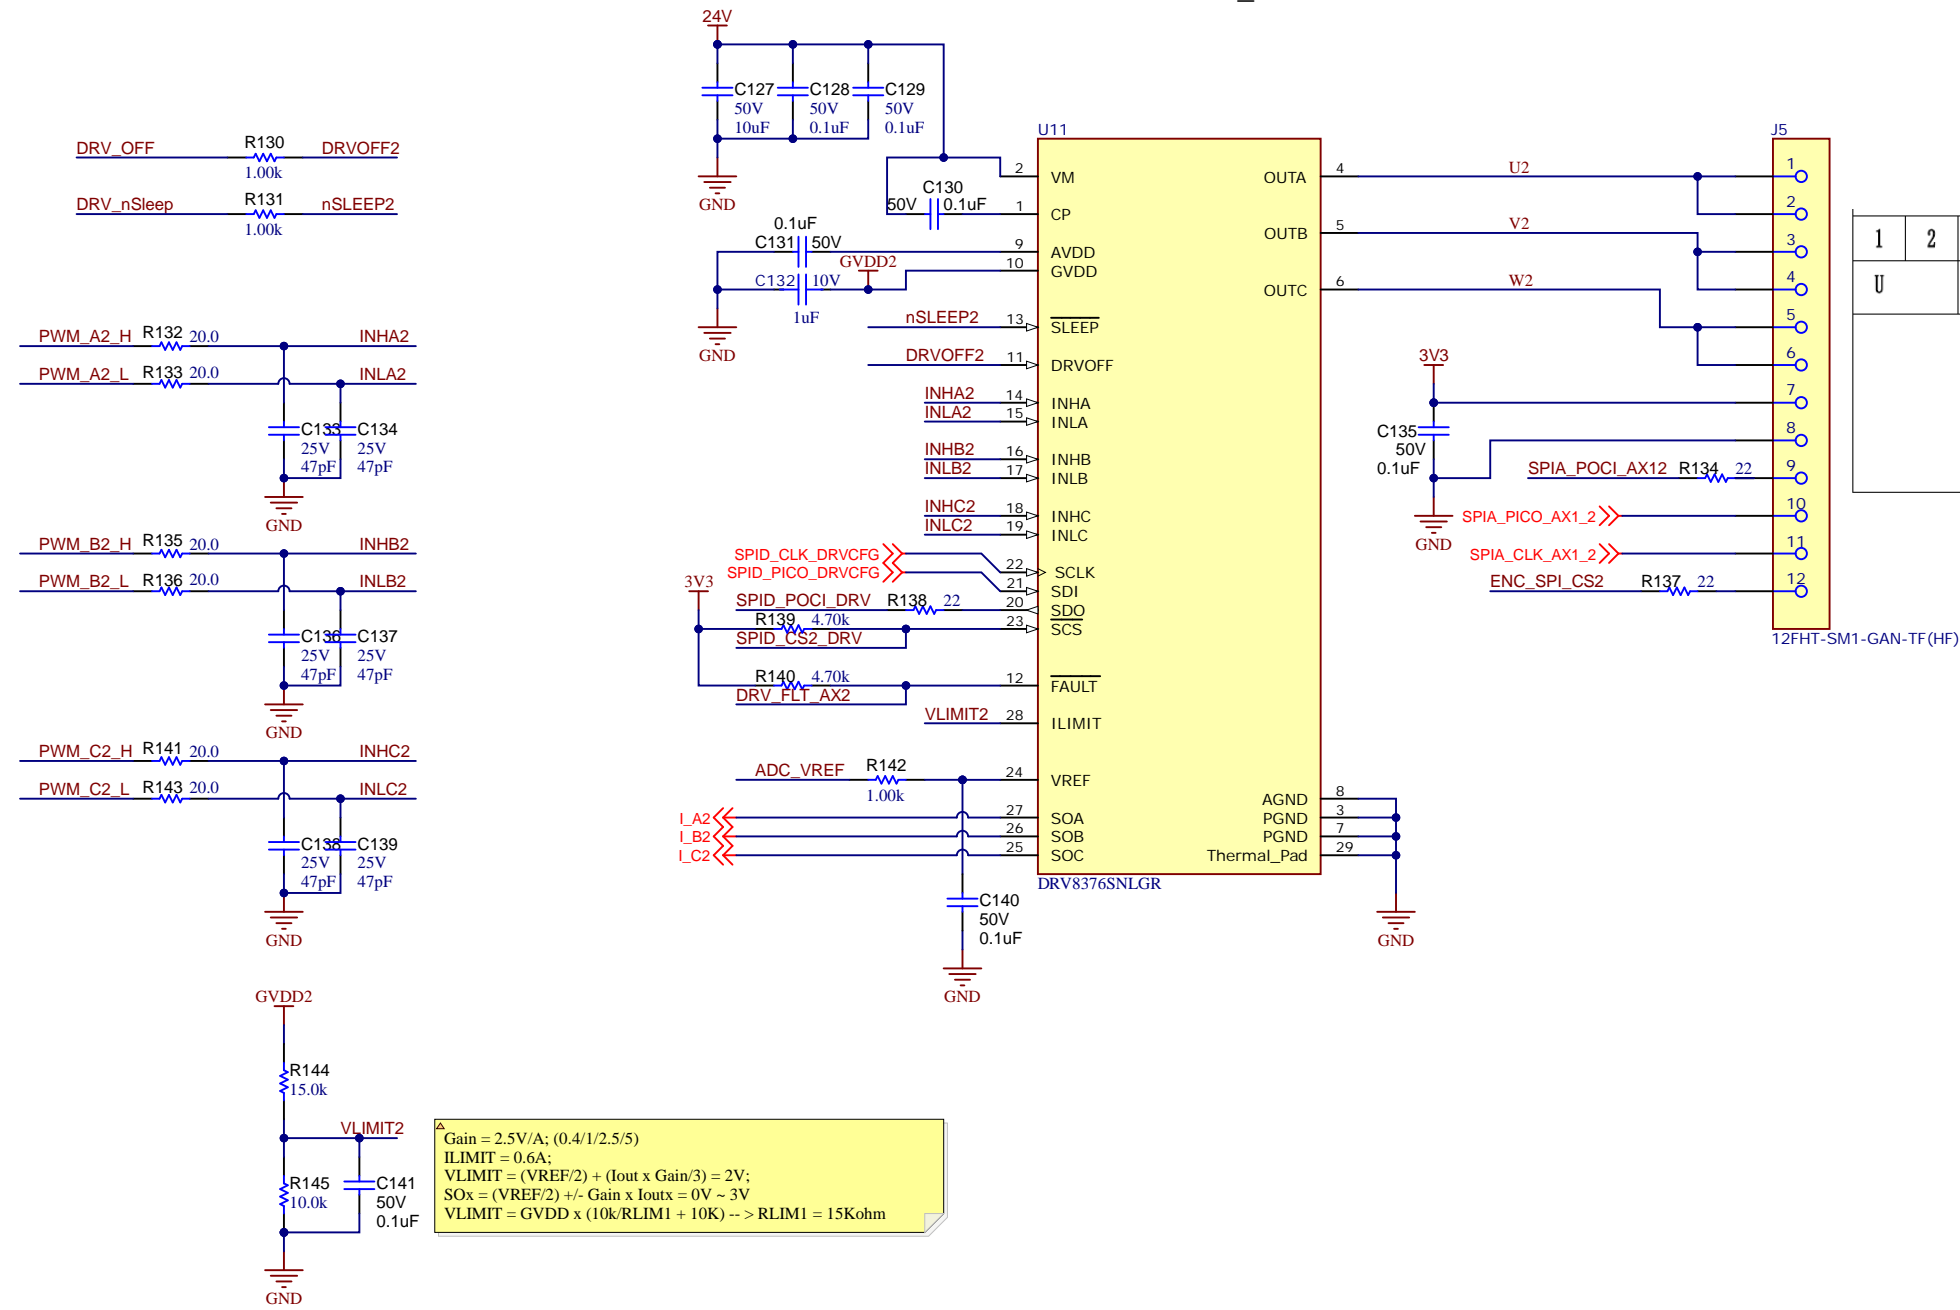 24V
C127
50V
10uF
C128
50V
0.1uF
C129
50V
0.1uF
GND
DRV_OFF
R130
1.00k
DRVOFF2
DRV_nSleep
R131
1.00k
nSLEEP2
PWM_A2_H
R132
20.0
INHA2
PWM_A2_L
R133
20.0
INLA2
C133
25V
47pF
C134
25V
47pF
GND
PWM_B2_H
R135
20.0
INHB2
PWM_B2_L
R136
20.0
INLB2
C136
25V
47pF
C137
25V
47pF
GND
PWM_C2_H
R141
20.0
INHC2
PWM_C2_L
R143
20.0
INLC2
C138
25V
47pF
C139
25V
47pF
GND
GVDD2
R144
15.0k
VLIMIT2
R145
10.0k
C141
50V
0.1uF
GND
Gain = 2.5V/A; (0.4/1/2.5/5)
ILIMIT = 0.6A;
VLIMIT = (VREF/2) + (Iout x Gain/3) = 2V;
SOx = (VREF/2) +/- Gain x Ioutx = 0V ~ 3V
VLIMIT = GVDD x (10k/RLIM1 + 10K) -- > RLIM1 = 15Kohm
C130
50V
0.1uF
0.1uF
C131
50V
GVDD2
C132
10V
1uF
GND
nSLEEP2
DRVOFF2
INHA2
INLA2
INHB2
INLB2
INHC2
INLC2
SPID_CLK_DRVCFG
SPID_PICO_DRVCFG
3V3
SPID_POCI_DRV
R138
22
R139
4.70k
SPID_CS2_DRV
R140
4.70k
DRV_FLT_AX2
VLIMIT2
ADC_VREF
R142
1.00k
I_A2
I_B2
I_C2
C140
50V
0.1uF
GND
U11
2 VM
1 CP
9 AVDD
10 GVDD
13 SLEEP
11 DRVOFF
14 INHA
15 INLA
16 INHB
17 INLB
18 INHC
19 INLC
22 SCLK
21 SDI
20 SDO
23 SCS
12 FAULT
28 ILIMIT
24 VREF
27 SOA
26 SOB
25 SOC
OUTA 4
OUTB 5
OUTC 6
AGND 8
PGND 3
PGND 7
Thermal_Pad 29
DRV8376SNLGR
GND
U2
V2
W2
3V3
C135
50V
0.1uF
GND
SPIA_POCI_AX12
R134
22
SPIA_PICO_AX1_2
SPIA_CLK_AX1_2
ENC_SPI_CS2
R137
22
J5
1
2
3
4
5
6
7
8
9
10
11
12
12FHT-SM1-GAN-TF(HF)
1 2
U